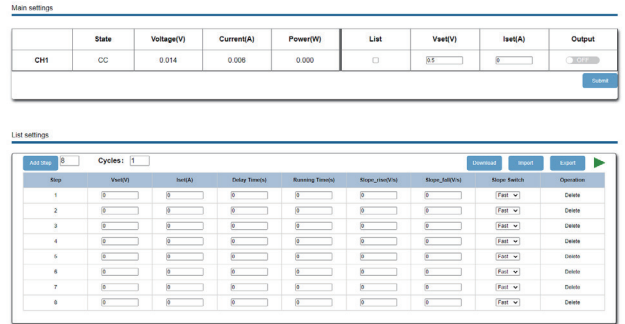 Main settings
State Voltage(V) Current(A) Power(W) List Vset(V) Iset(A) Output
CH1 CC 0.014 0.006 0.000 0.5 0 OFF
Submit
List settings
Add Step 8 Cycles: 1 Download Import Export
Step Vset(V) Iset(A) Delay Time(s) Running Time(s) Slope_rise(V/s) Slope_fall(V/s) Slope Switch Operation
1 0 0 0 0 0 0 Fast Delete
2 0 0 0 0 0 0 Fast Delete
3 0 0 0 0 0 0 Fast Delete
4 0 0 0 0 0 0 Fast Delete
5 0 0 0 0 0 0 Fast Delete
6 0 0 0 0 0 0 Fast Delete
7 0 0 0 0 0 0 Fast Delete
8 0 0 0 0 0 0 Fast Delete